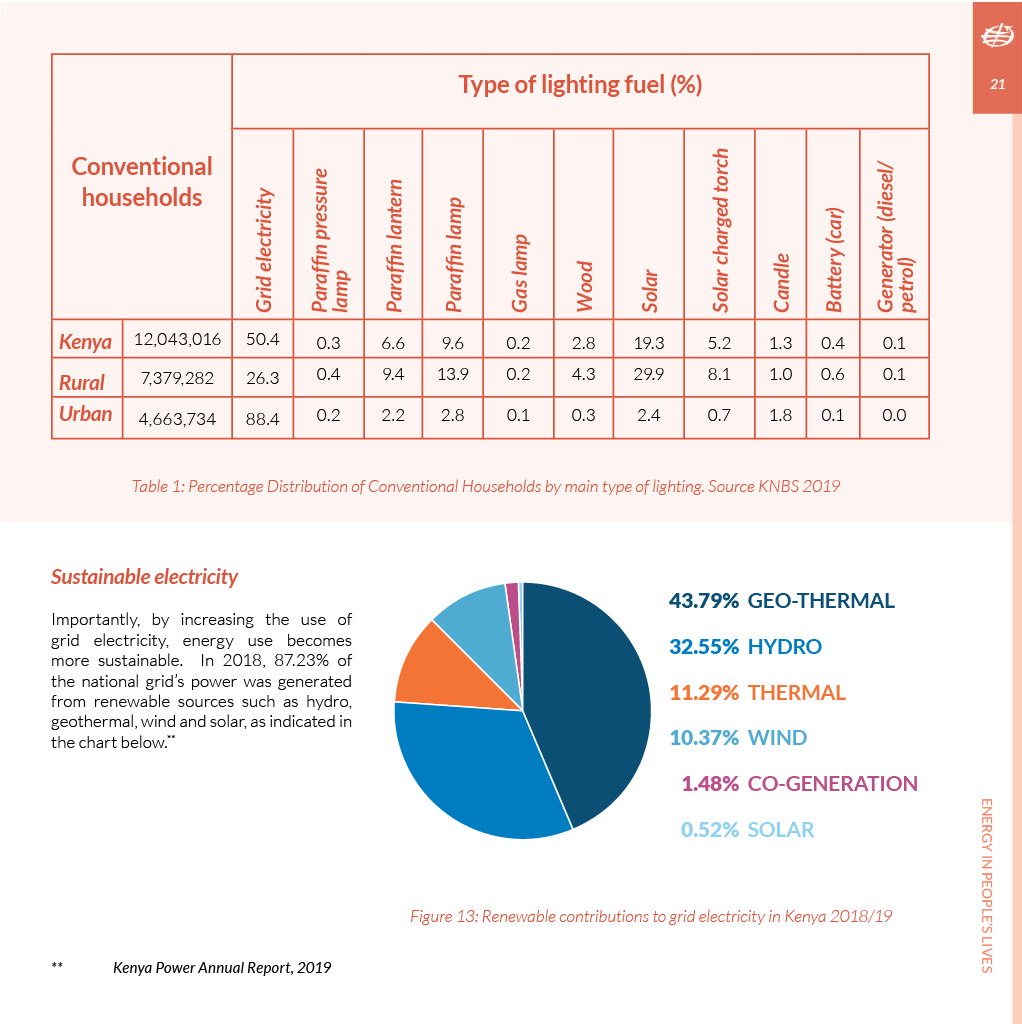 21
Type of lighting fuel (%)
Conventional
households
Grid electricity
Paraffin pressure
lamp
Paraffin lantern
Paraffin lamp
Gas lamp
Wood
Solar
Solar charged torch
Candle
Battery (car)
Generator (diesel/
petrol)
Kenya 12,043,016 50.4 0.3 6.6 9.6 0.2 2.8 19.3 5.2 1.3 0.4 0.1
Rural 7,379,282 26.3 0.4 9.4 13.9 0.2 4.3 29.9 8.1 1.0 0.6 0.1
Urban 4,663,734 88.4 0.2 2.2 2.8 0.1 0.3 2.4 0.7 1.8 0.1 0.0
Table 1: Percentage Distribution of Conventional Households by main type of lighting. Source KNBS 2019
Sustainable electricity
Importantly, by increasing the use of
grid electricity, energy use becomes
more sustainable. In 2018, 87.23% of
the national grid's power was generated
from renewable sources such as hydro,
geothermal, wind and solar, as indicated in
the chart below.**
43.79% GEO-THERMAL
32.55% HYDRO
11.29% THERMAL
10.37% WIND
1.48% CO-GENERATION
0.52% SOLAR
Figure 13: Renewable contributions to grid electricity in Kenya 2018/19
** Kenya Power Annual Report, 2019
ENERGY IN PEOPLE'S LIVES